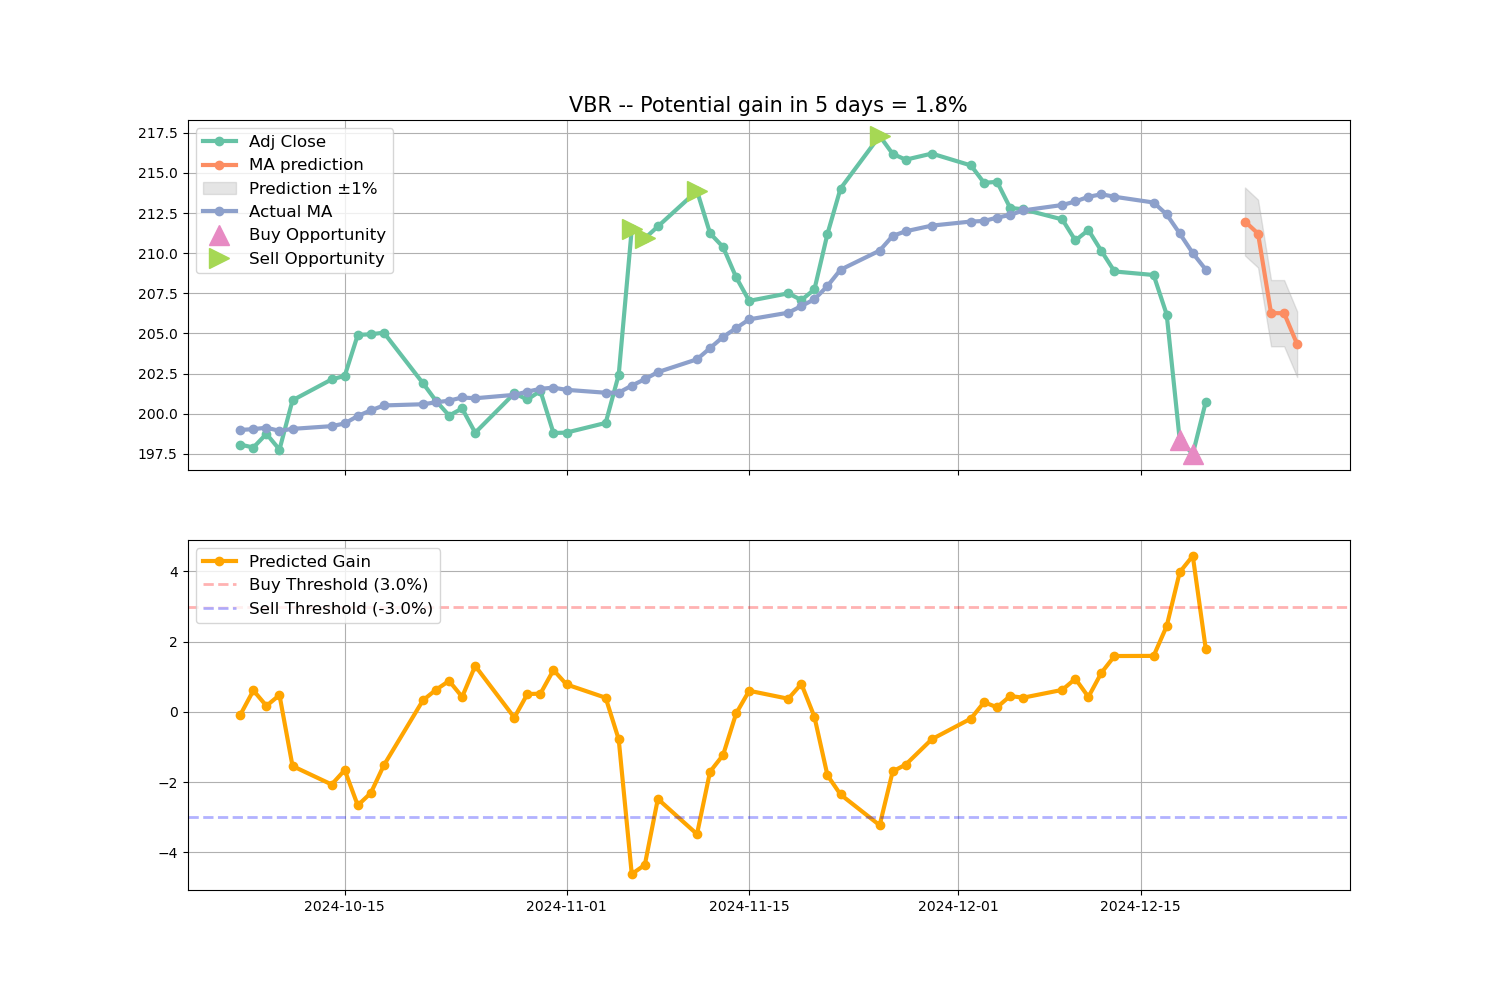 VBR -- Potential gain in 5 days = 1.8%
217.5
215.0
212.5
210.0
207.5
205.0
202.5
200.0
197.5
Adj Close
MA prediction
Prediction ±1%
Actual MA
Buy Opportunity
Sell Opportunity
4
2
0
−2
−4
Predicted Gain
Buy Threshold (3.0%)
Sell Threshold (-3.0%)
2024-10-15
2024-11-01
2024-11-15
2024-12-01
2024-12-15